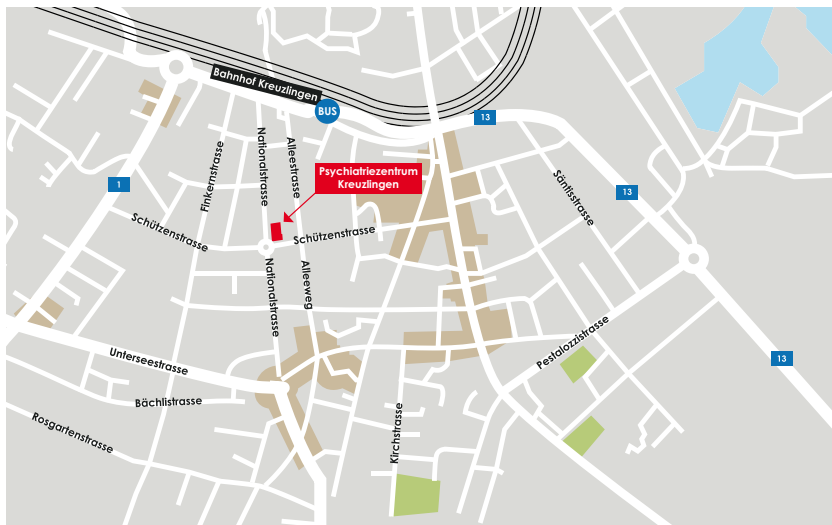 Bahnhof Kreuzlingen
BUS
13
Nationalstrasse
Alleestrasse
Finkernstrasse
Psychiatriezentrum
Kreuzlingen
1
13
Säntisstrasse
Schützenstrasse
Schützenstrasse
Nationalstrasse
Alleeweg
Unterseestrasse
Pestalozzistrasse
13
Bächlistrasse
Rosgartenstrasse
Kirchstrasse